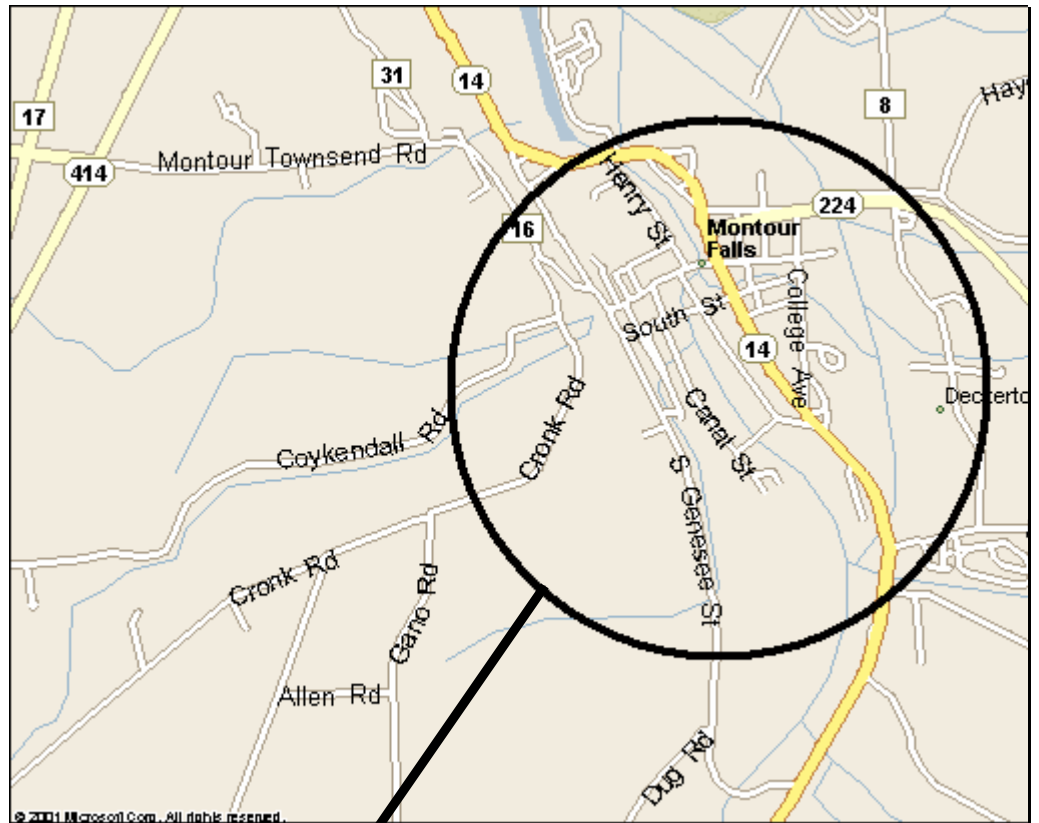 31
14
17
8
Hay
Montour Townsend Rd
414
Henry St
224
16
Montour
Falls
College Ave
South St
14
Cronk Rd
Canal St
Coykendall Rd
S Genesee St
Cronk Rd
Gano Rd
Allen Rd
Dug Rd
© 2001 Microsoft Corp. All rights reserved.